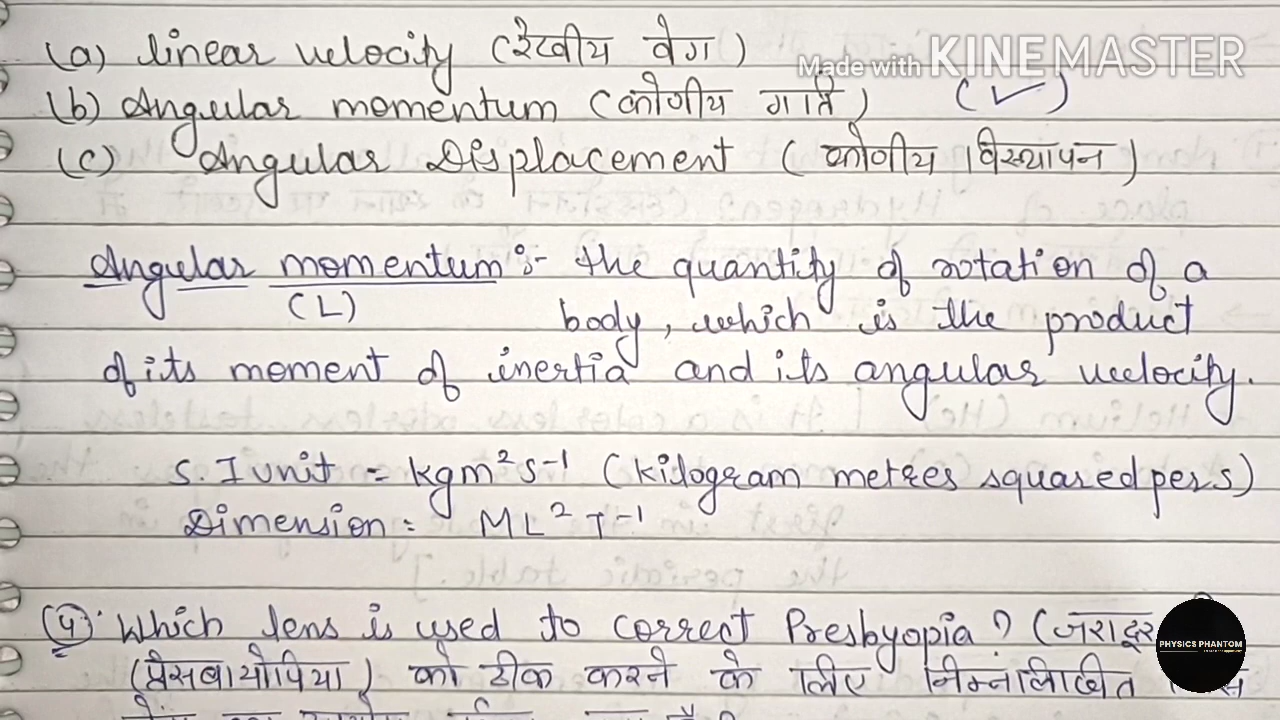 (a) linear velocity (रैखीय वेग)
Made with KINEMASTER
(b) Angular momentum (कोणीय गति) (✓)
(c) Angular Displacement (कोणीय विस्थापन)
Angular momentum :- the quantity of rotation of a
(L) body, which is the product
of its moment of inertia and its angular velocity.
S.I unit = kgm²s⁻¹ (kilogram metres squared per s)
Dimension = ML²T⁻¹
(4) Which lens is used to correct Presbyopia? (जरादूर
PHYSICS PHANTOM
(प्रेसबायोपिया) को ठीक करने के लिए निम्नलिखित